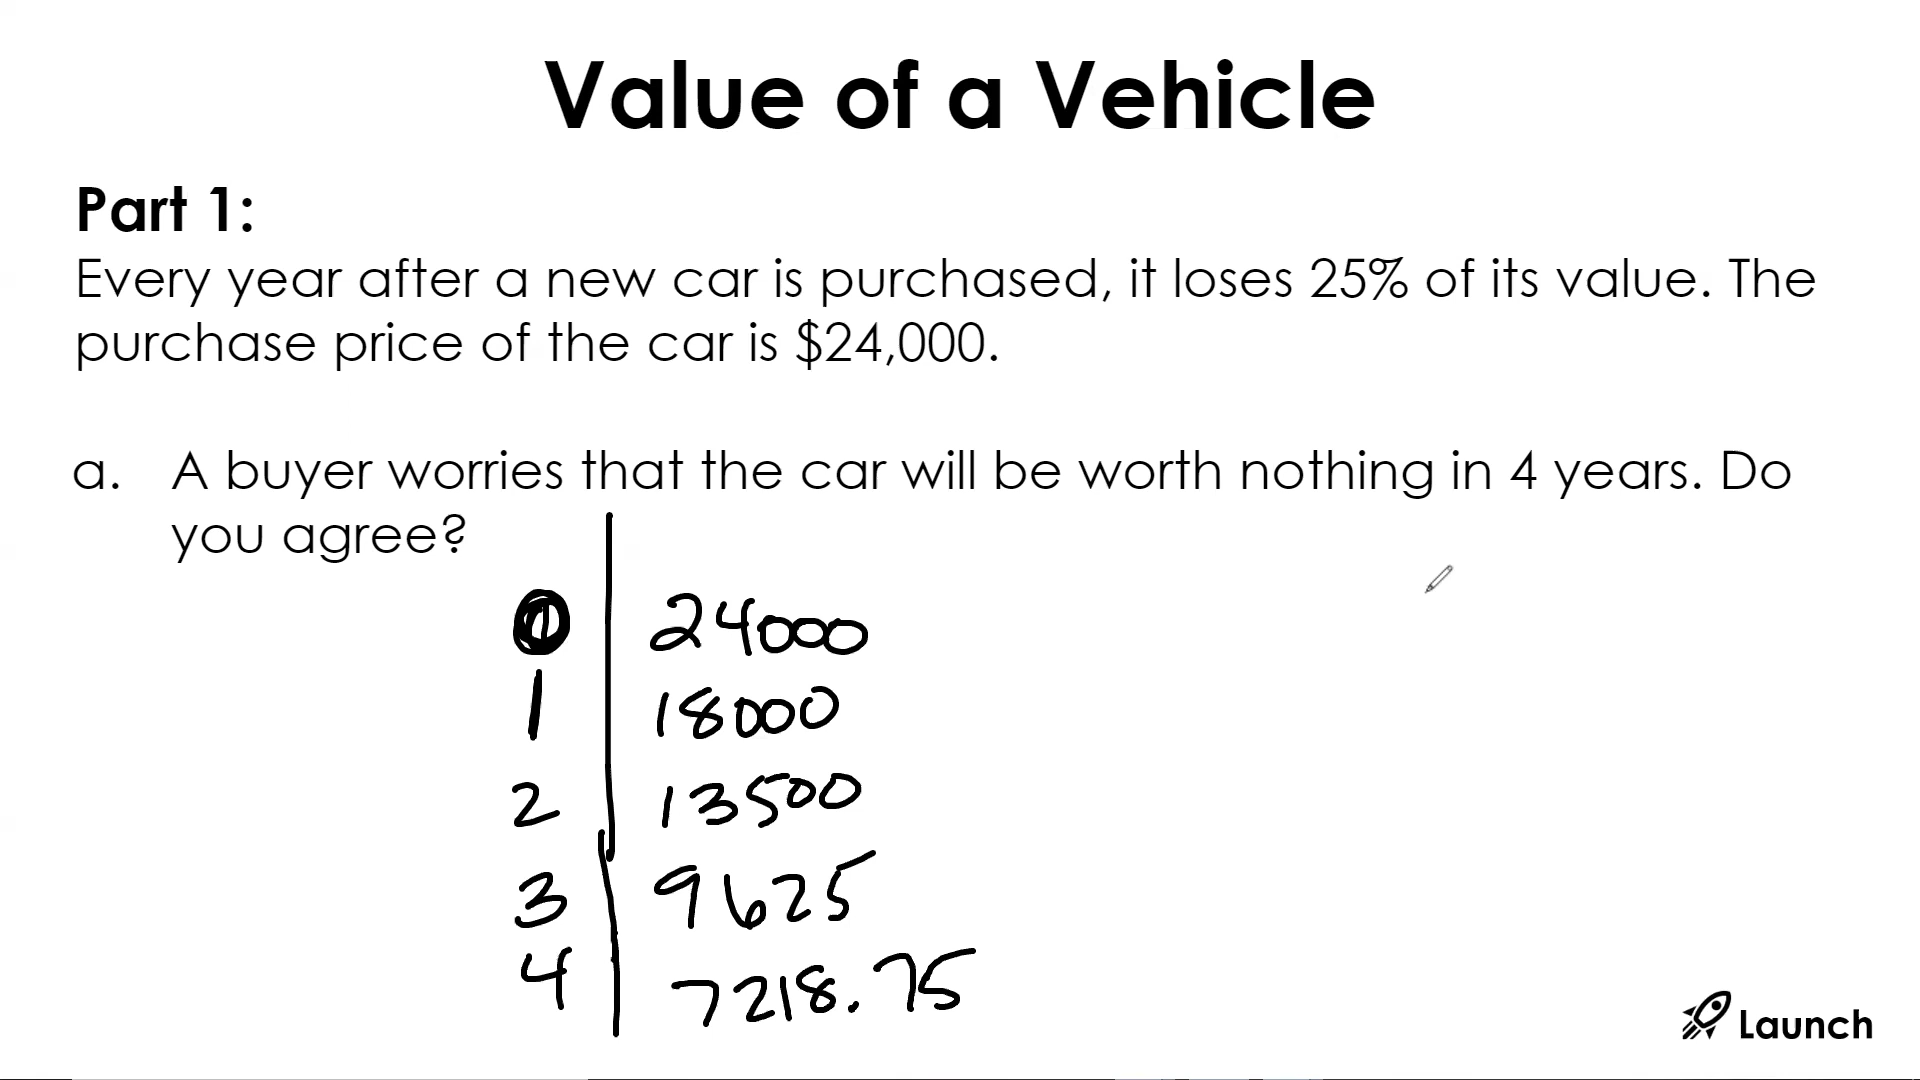 Value of a Vehicle
Part 1:
Every year after a new car is purchased, it loses 25% of its value. The
purchase price of the car is $24,000.
a. A buyer worries that the car will be worth nothing in 4 years. Do
you agree?
0 24000
1 18000
2 13500
3 9625
4 7218.75
Launch